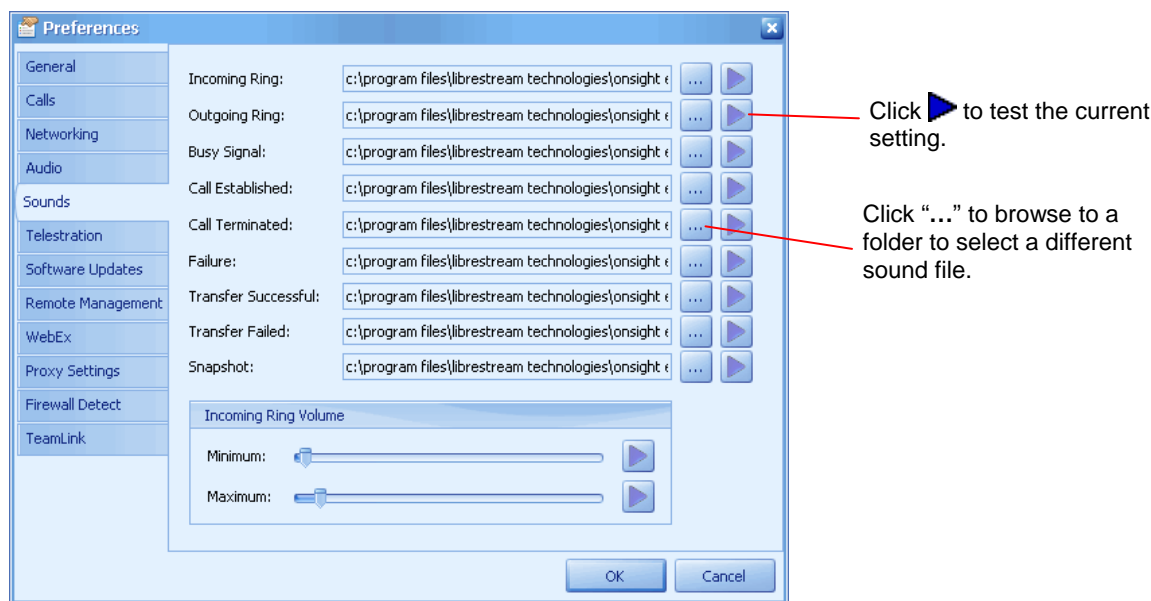 Preferences
General
Calls
Networking
Audio
Sounds
Telestration
Software Updates
Remote Management
WebEx
Proxy Settings
Firewall Detect
TeamLink
Incoming Ring: c:\program files\librestream technologies\onsight e ...
Outgoing Ring: c:\program files\librestream technologies\onsight e ...
Busy Signal: c:\program files\librestream technologies\onsight e ...
Call Established: c:\program files\librestream technologies\onsight e ...
Call Terminated: c:\program files\librestream technologies\onsight e ...
Failure: c:\program files\librestream technologies\onsight e ...
Transfer Successful: c:\program files\librestream technologies\onsight e ...
Transfer Failed: c:\program files\librestream technologies\onsight e ...
Snapshot: c:\program files\librestream technologies\onsight e ...
Incoming Ring Volume
Minimum:
Maximum:
OK Cancel
Click to test the current
setting.
Click “...” to browse to a
folder to select a different
sound file.